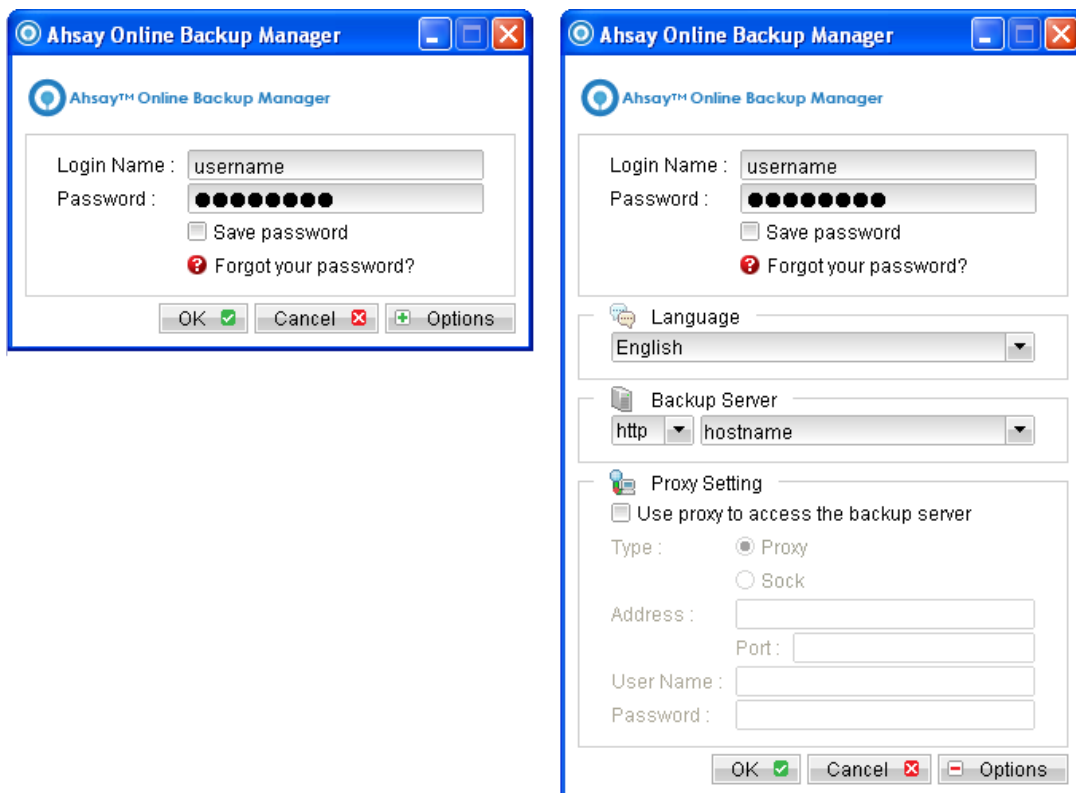 Ahsay Online Backup Manager
Ahsay™ Online Backup Manager
Login Name : username
Password : ●●●●●●●●
Save password
Forgot your password?
OK Cancel Options
Ahsay Online Backup Manager
Ahsay™ Online Backup Manager
Login Name : username
Password : ●●●●●●●●
Save password
Forgot your password?
Language
English
Backup Server
http hostname
Proxy Setting
Use proxy to access the backup server
Type : Proxy
Sock
Address :
Port :
User Name :
Password :
OK Cancel Options